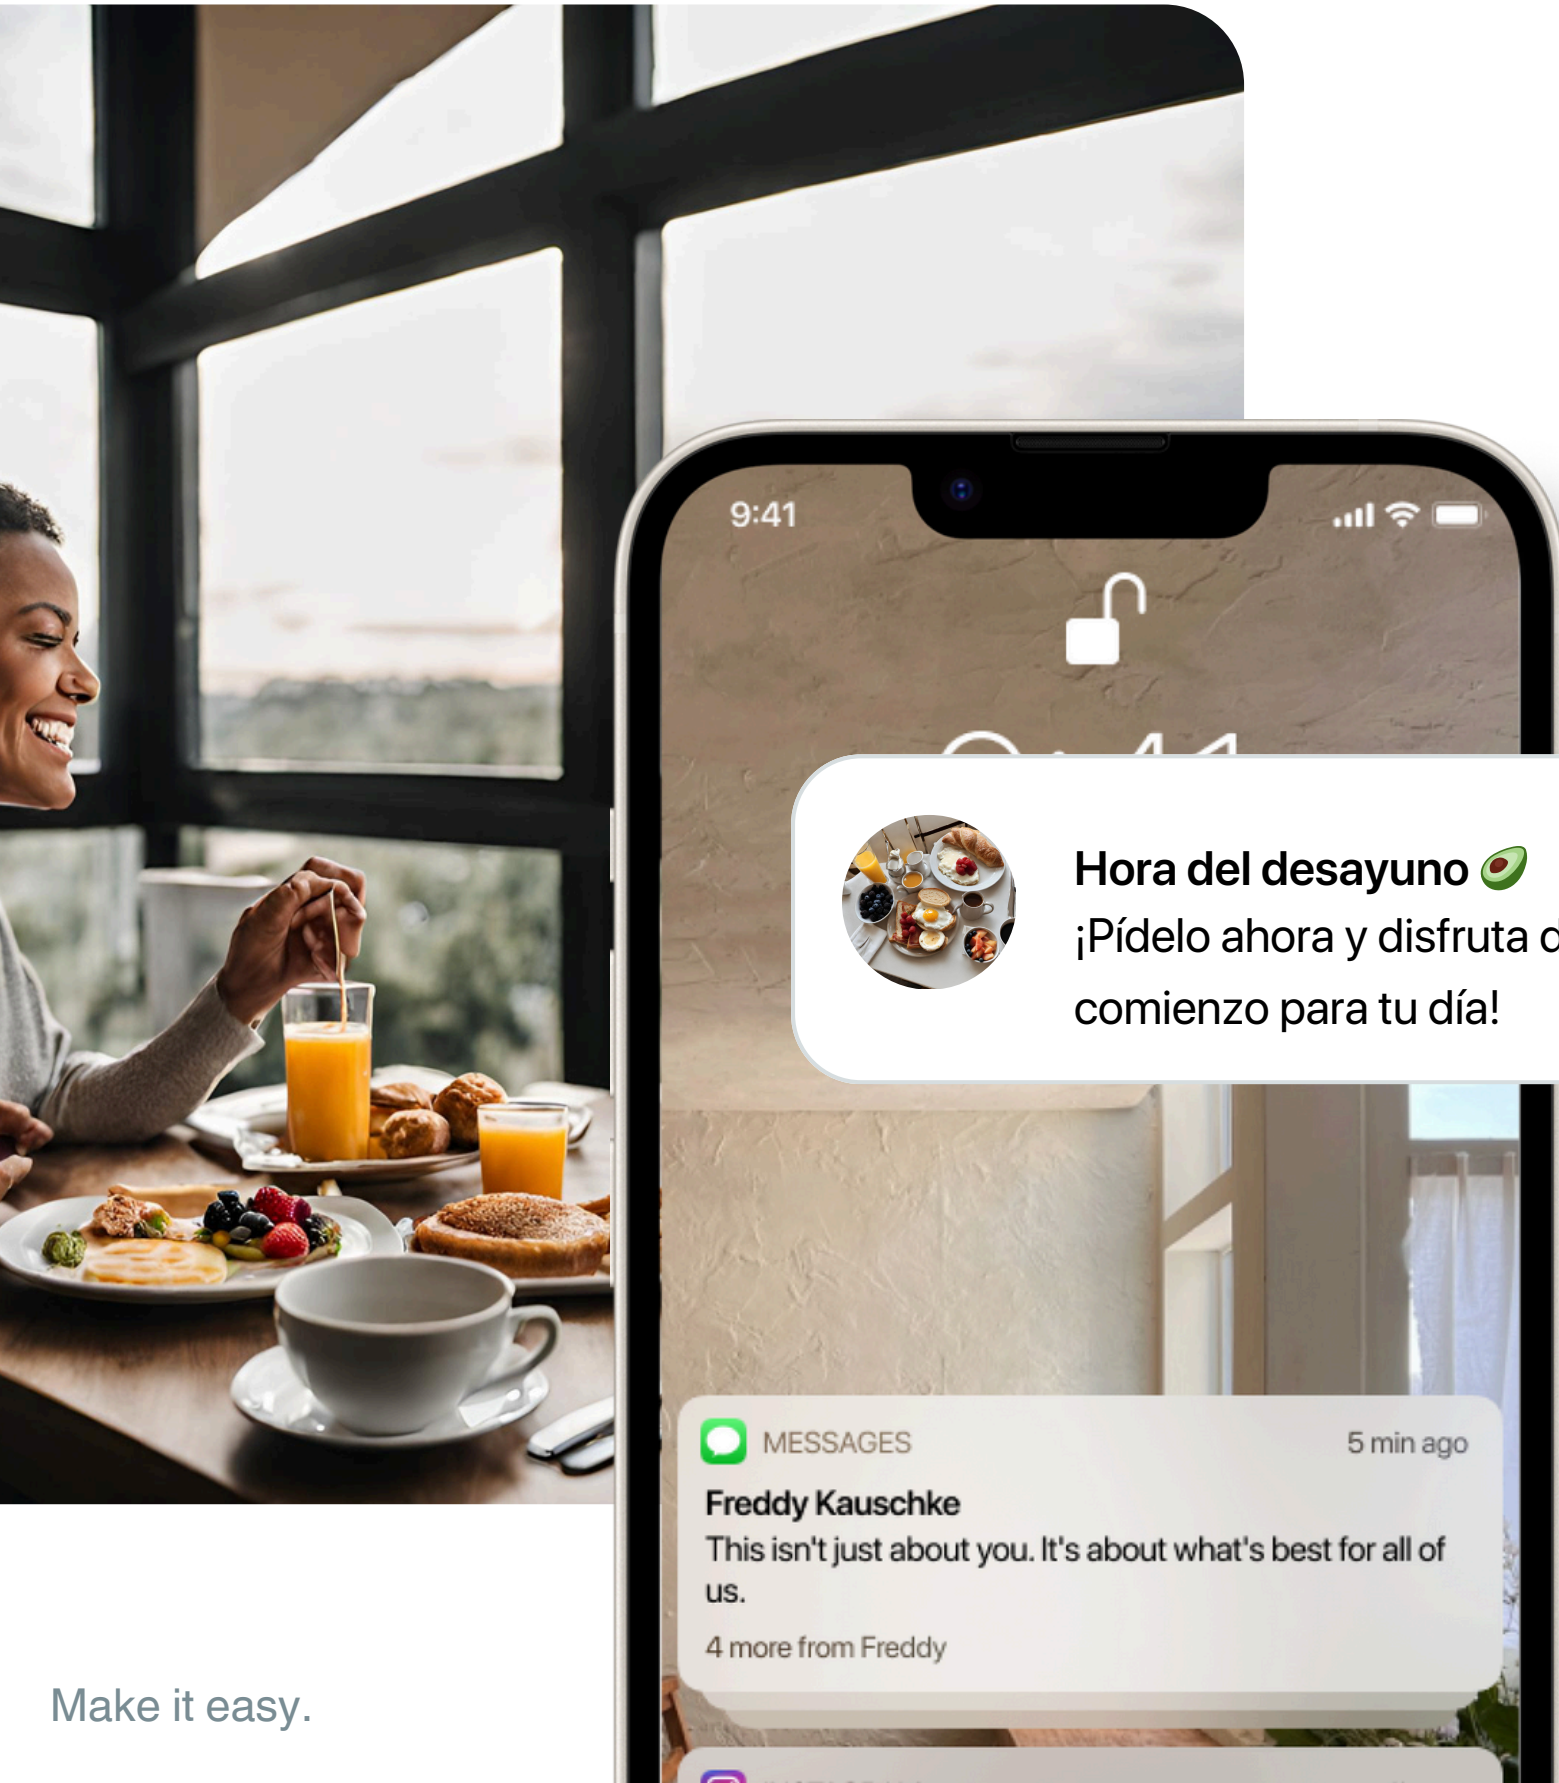 9:41
Hora del desayuno 🥑
¡Pídelo ahora y disfruta d
comienzo para tu día!
MESSAGES
5 min ago
Freddy Kauschke
This isn't just about you. It's about what's best for all of
us.
4 more from Freddy
Make it easy.